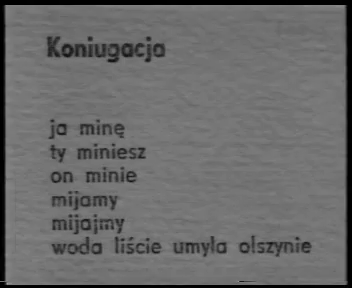 Koniugacja
ja minę
ty miniesz
on minie
mijamy
mijajmy
woda liście umyła olszynie